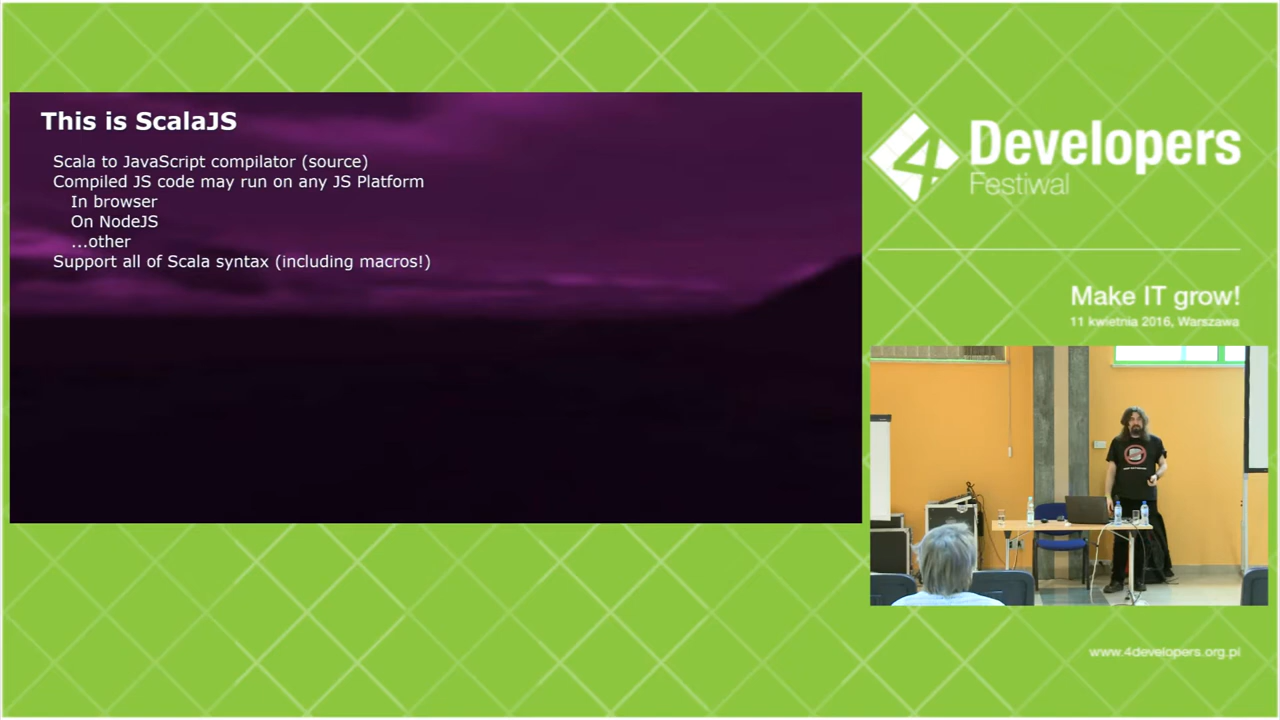 This is ScalaJS
Scala to JavaScript compilator (source)
Compiled JS code may run on any JS Platform
In browser
On NodeJS
...other
Support all of Scala syntax (including macros!)
4Developers
Festiwal
Make IT grow!
11 kwietnia 2016, Warszawa
www.4developers.org.pl